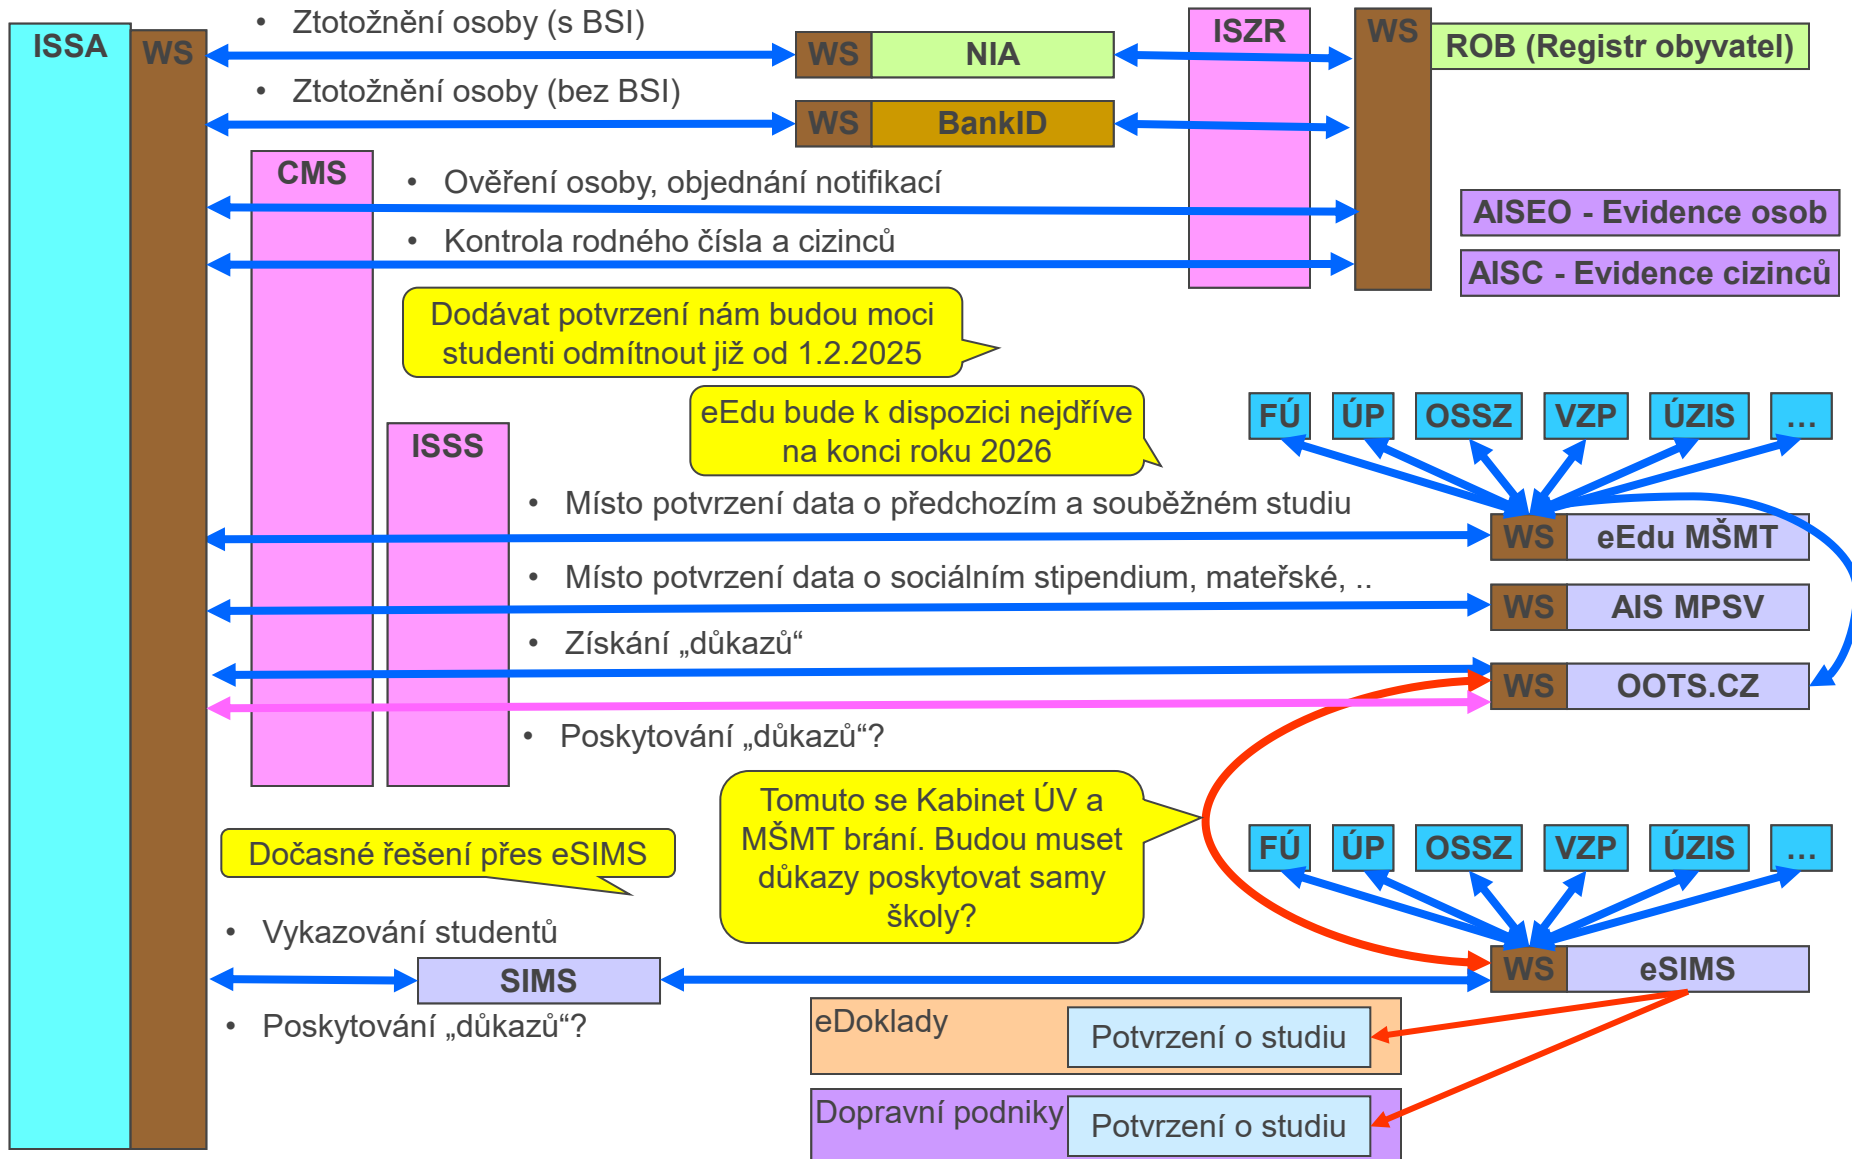 ISSA
WS
• Ztotožnění osoby (s BSI)
WS
NIA
ISZR
WS
ROB (Registr obyvatel)
• Ztotožnění osoby (bez BSI)
WS
BankID
CMS
• Ověření osoby, objednání notifikací
AISEO - Evidence osob
• Kontrola rodného čísla a cizinců
AISC - Evidence cizinců
Dodávat potvrzení nám budou moci
studenti odmítnout již od 1.2.2025
eEdu bude k dispozici nejdříve
na konci roku 2026
FÚ
ÚP
OSSZ
VZP
ÚZIS
...
ISSS
• Místo potvrzení data o předchozím a souběžném studiu
WS
eEdu MŠMT
• Místo potvrzení data o sociálním stipendium, mateřské, ..
WS
AIS MPSV
• Získání „důkazů“
WS
OOTS.CZ
• Poskytování „důkazů“?
Tomuto se Kabinet ÚV a
MŠMT brání. Budou muset
důkazy poskytovat samy
školy?
Dočasné řešení přes eSIMS
FÚ
ÚP
OSSZ
VZP
ÚZIS
...
• Vykazování studentů
SIMS
WS
eSIMS
• Poskytování „důkazů“?
eDoklady
Potvrzení o studiu
Dopravní podniky
Potvrzení o studiu